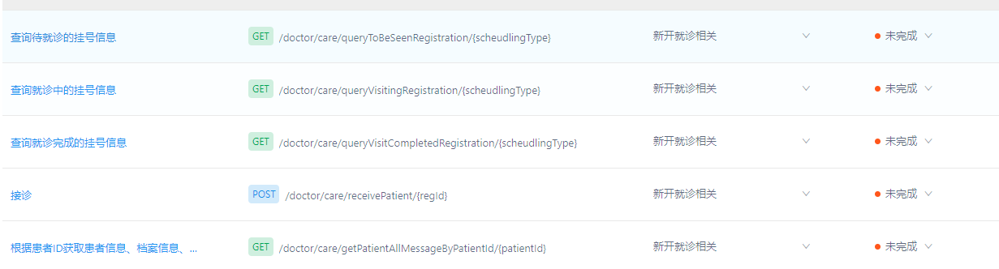 查询待就诊的挂号信息 GET /doctor/care/queryToBeSeenRegistration/{scheudlingType} 新开就诊相关 未完成
查询就诊中的挂号信息 GET /doctor/care/queryVisitingRegistration/{scheudlingType} 新开就诊相关 未完成
查询就诊完成的挂号信息 GET /doctor/care/queryVisitCompletedRegistration/{scheudlingType} 新开就诊相关 未完成
接诊 POST /doctor/care/receivePatient/{regId} 新开就诊相关 未完成
根据患者ID获取患者信息、档案信息、... GET /doctor/care/getPatientAllMessageByPatientId/{patientId} 新开就诊相关 未完成